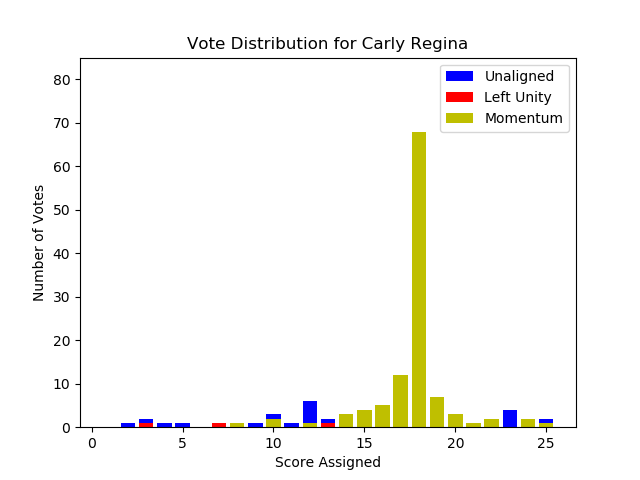 Vote Distribution for Carly Regina
Unaligned
Left Unity
Momentum
80
70
60
50
40
30
20
10
0
Number of Votes
0 5 10 15 20 25
Score Assigned